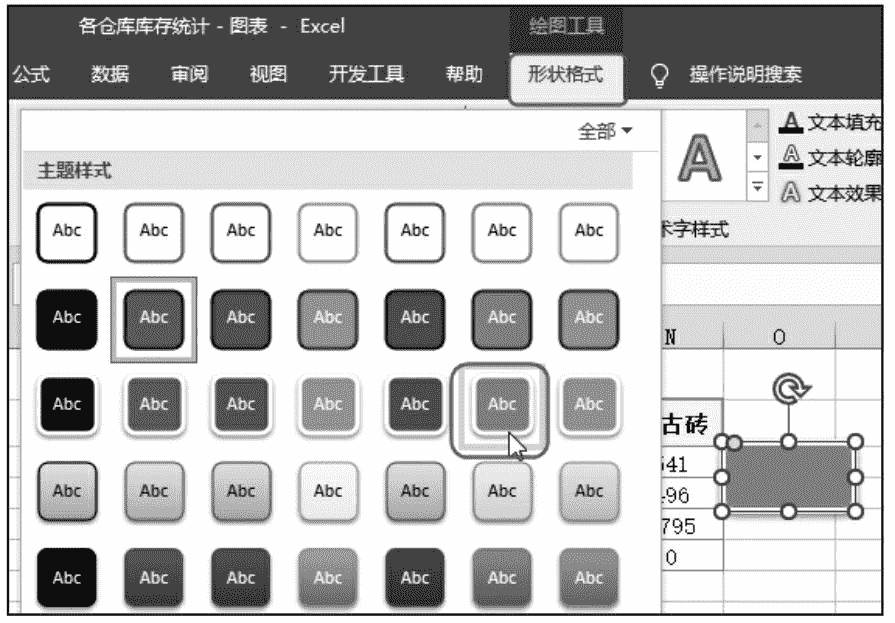 各仓库库存统计 - 图表 - Excel
绘图工具
公式 数据 审阅 视图 开发工具 帮助 形状格式 操作说明搜索
全部
主题样式
Abc Abc Abc Abc Abc Abc Abc
Abc Abc Abc Abc Abc Abc Abc
Abc Abc Abc Abc Abc Abc Abc
Abc Abc Abc Abc Abc Abc Abc
Abc Abc Abc Abc Abc Abc Abc
A
A 文本填充
A 文本轮廓
A 文本效果
术字样式
N O
古砖
541
496
795
0